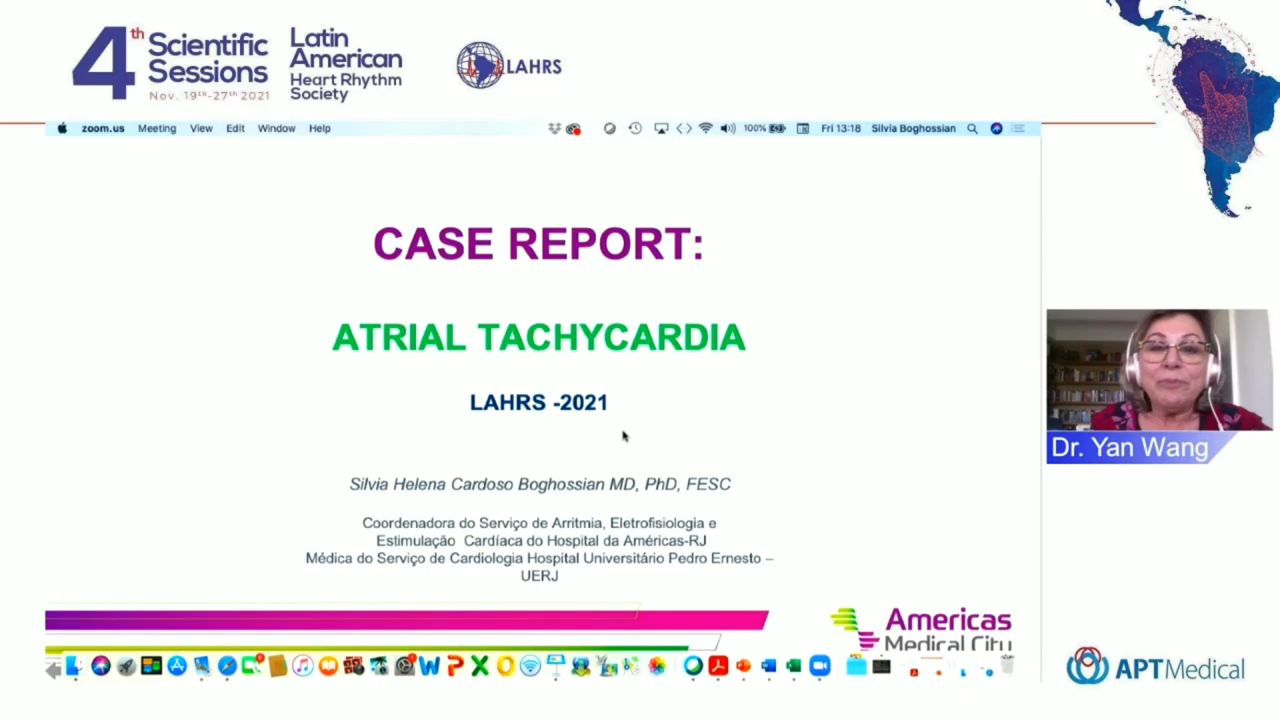 4th Scientific Sessions
Nov. 19th-27th 2021
Latin American
Heart Rhythm Society
LAHRS
zoom.us Meeting View Edit Window Help 100% Fri 13:18 Silvia Boghossian
CASE REPORT:
ATRIAL TACHYCARDIA
LAHRS -2021
Silvia Helena Cardoso Boghossian MD, PhD, FESC
Coordenadora do Serviço de Arritmia, Eletrofisiologia e
Estimulação Cardíaca do Hospital da Américas-RJ
Médica do Serviço de Cardiologia Hospital Universitário Pedro Ernesto –
UERJ
Dr. Yan Wang
Americas
Medical City
APTMedical